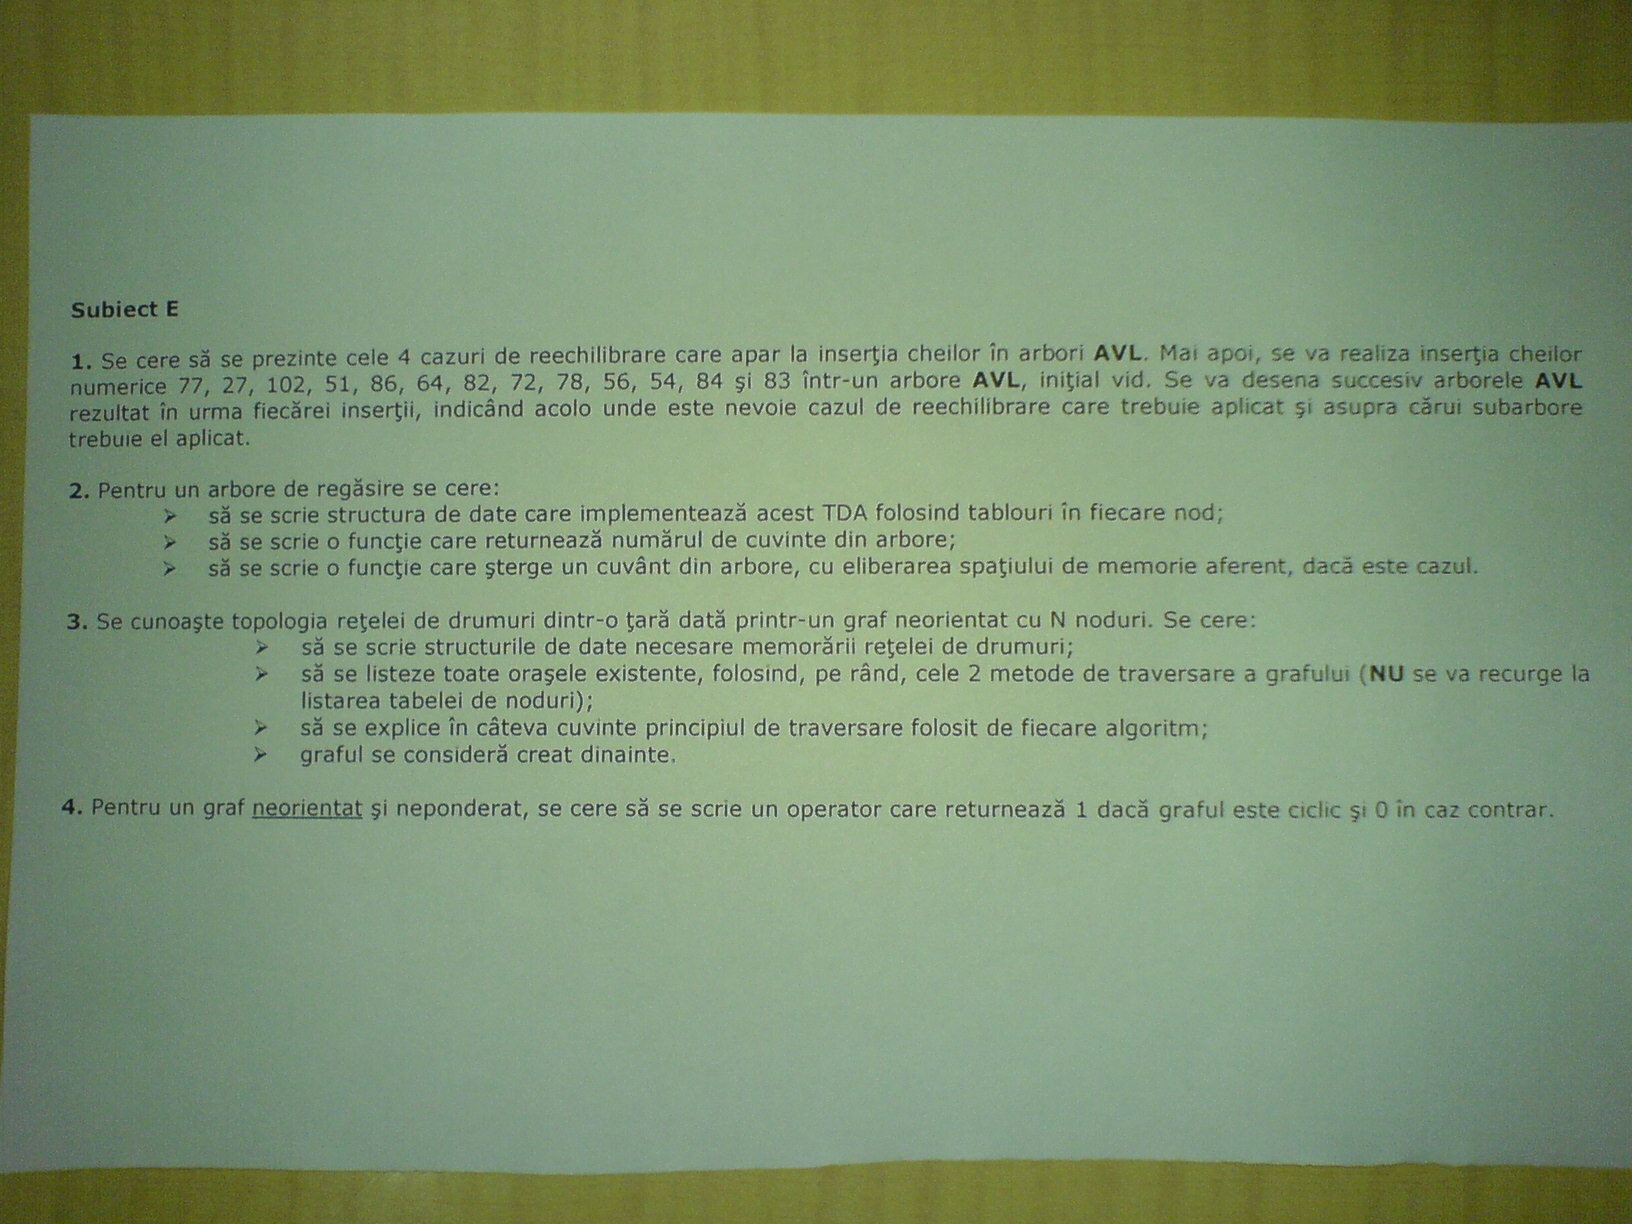 Subiect E
1. Se cere să se prezinte cele 4 cazuri de reechilibrare care apar la inserţia cheilor în arbori AVL. Mai apoi, se va realiza inserţia cheilor
numerice 77, 27, 102, 51, 86, 64, 82, 72, 78, 56, 54, 84 şi 83 într-un arbore AVL, iniţial vid. Se va desena succesiv arborele AVL
rezultat în urma fiecărei inserţii, indicând acolo unde este nevoie cazul de reechilibrare care trebuie aplicat şi asupra cărui subarbore
trebuie el aplicat.
2. Pentru un arbore de regăsire se cere:
➢ să se scrie structura de date care implementează acest TDA folosind tablouri în fiecare nod;
➢ să se scrie o funcţie care returnează numărul de cuvinte din arbore;
➢ să se scrie o funcţie care şterge un cuvânt din arbore, cu eliberarea spaţiului de memorie aferent, dacă este cazul.
3. Se cunoaşte topologia reţelei de drumuri dintr-o ţară dată printr-un graf neorientat cu N noduri. Se cere:
➢ să se scrie structurile de date necesare memorării reţelei de drumuri;
➢ să se listeze toate oraşele existente, folosind, pe rând, cele 2 metode de traversare a grafului (NU se va recurge la
listarea tabelei de noduri);
➢ să se explice în câteva cuvinte principiul de traversare folosit de fiecare algoritm;
➢ graful se consideră creat dinainte.
4. Pentru un graf neorientat şi neponderat, se cere să se scrie un operator care returnează 1 dacă graful este ciclic şi 0 în caz contrar.